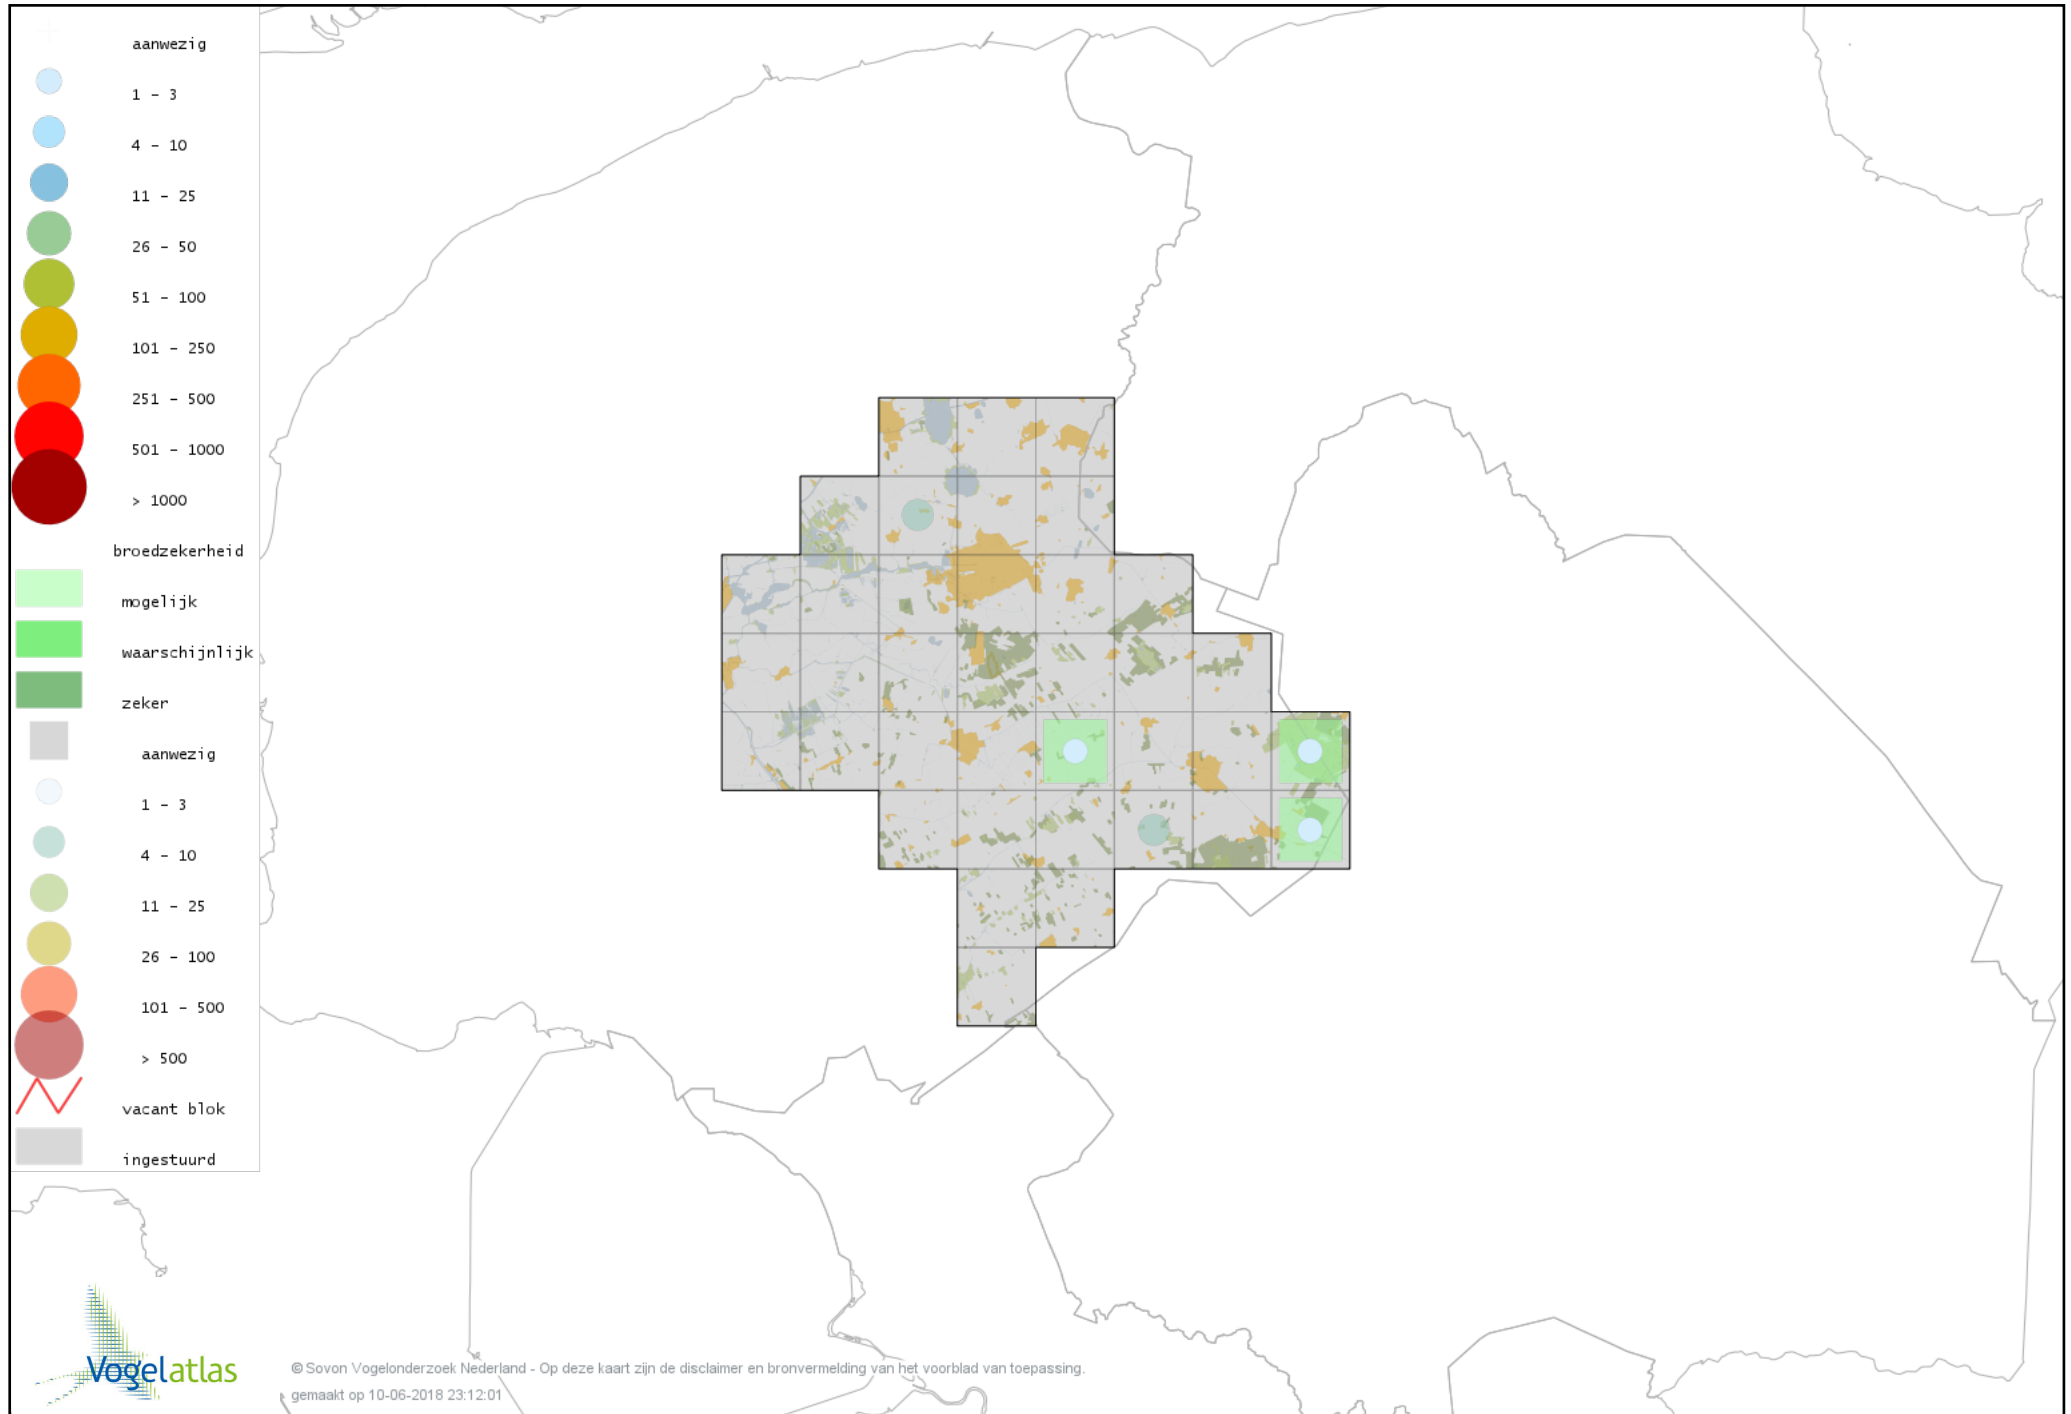 aanwezig
1 - 3
4 - 10
11 - 25
26 - 50
51 - 100
101 - 250
251 - 500
501 - 1000
> 1000
broedzekerheid
mogelijk
waarschijnlijk
zeker
aanwezig
1 - 3
4 - 10
11 - 25
26 - 100
101 - 500
> 500
vacant blok
ingestuurd
Vogelatlas
© Sovon Vogelonderzoek Nederland - Op deze kaart zijn de disclaimer en bronvermelding van het voorblad van toepassing.
gemaakt op 10-06-2018 23:12:01